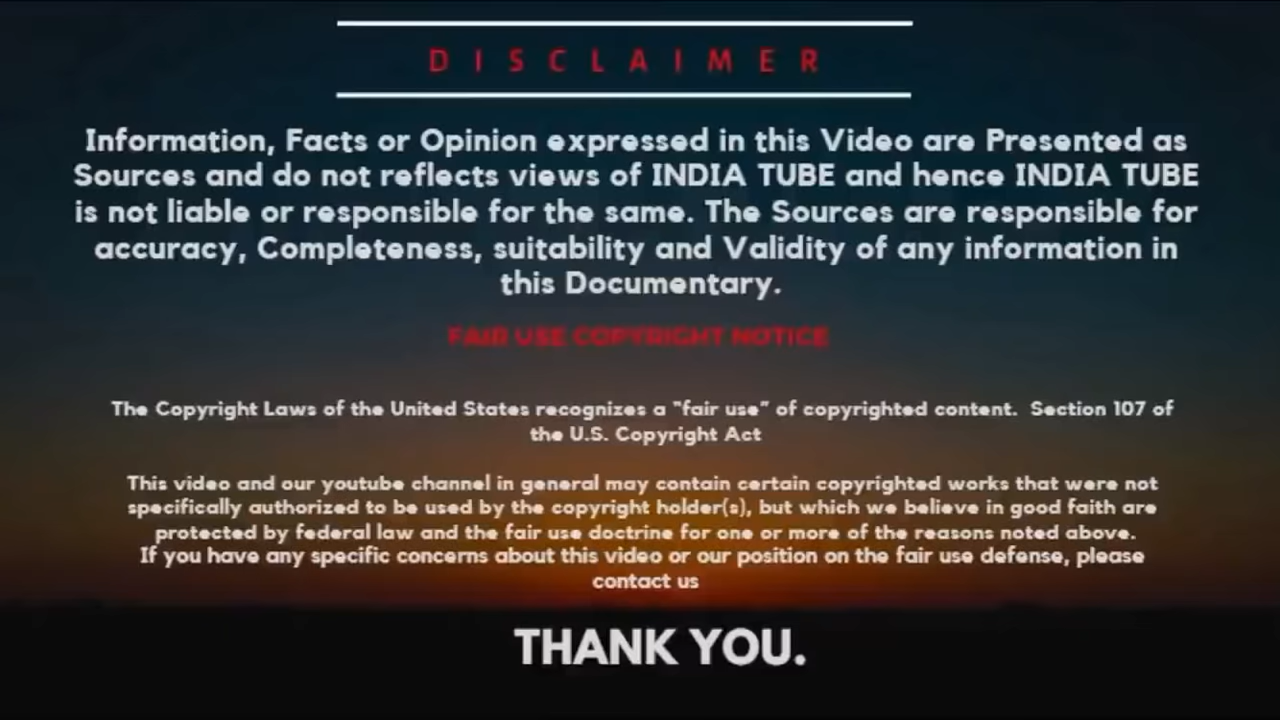 DISCLAIMER
Information, Facts or Opinion expressed in this Video are Presented as
Sources and do not reflects views of INDIA TUBE and hence INDIA TUBE
is not liable or responsible for the same. The Sources are responsible for
accuracy, Completeness, suitability and Validity of any information in
this Documentary.
FAIR USE COPYRIGHT NOTICE
The Copyright Laws of the United States recognizes a "fair use" of copyrighted content. Section 107 of
the U.S. Copyright Act
This video and our youtube channel in general may contain certain copyrighted works that were not
specifically authorized to be used by the copyright holder(s), but which we believe in good faith are
protected by federal law and the fair use doctrine for one or more of the reasons noted above.
If you have any specific concerns about this video or our position on the fair use defense, please
contact us
THANK YOU.